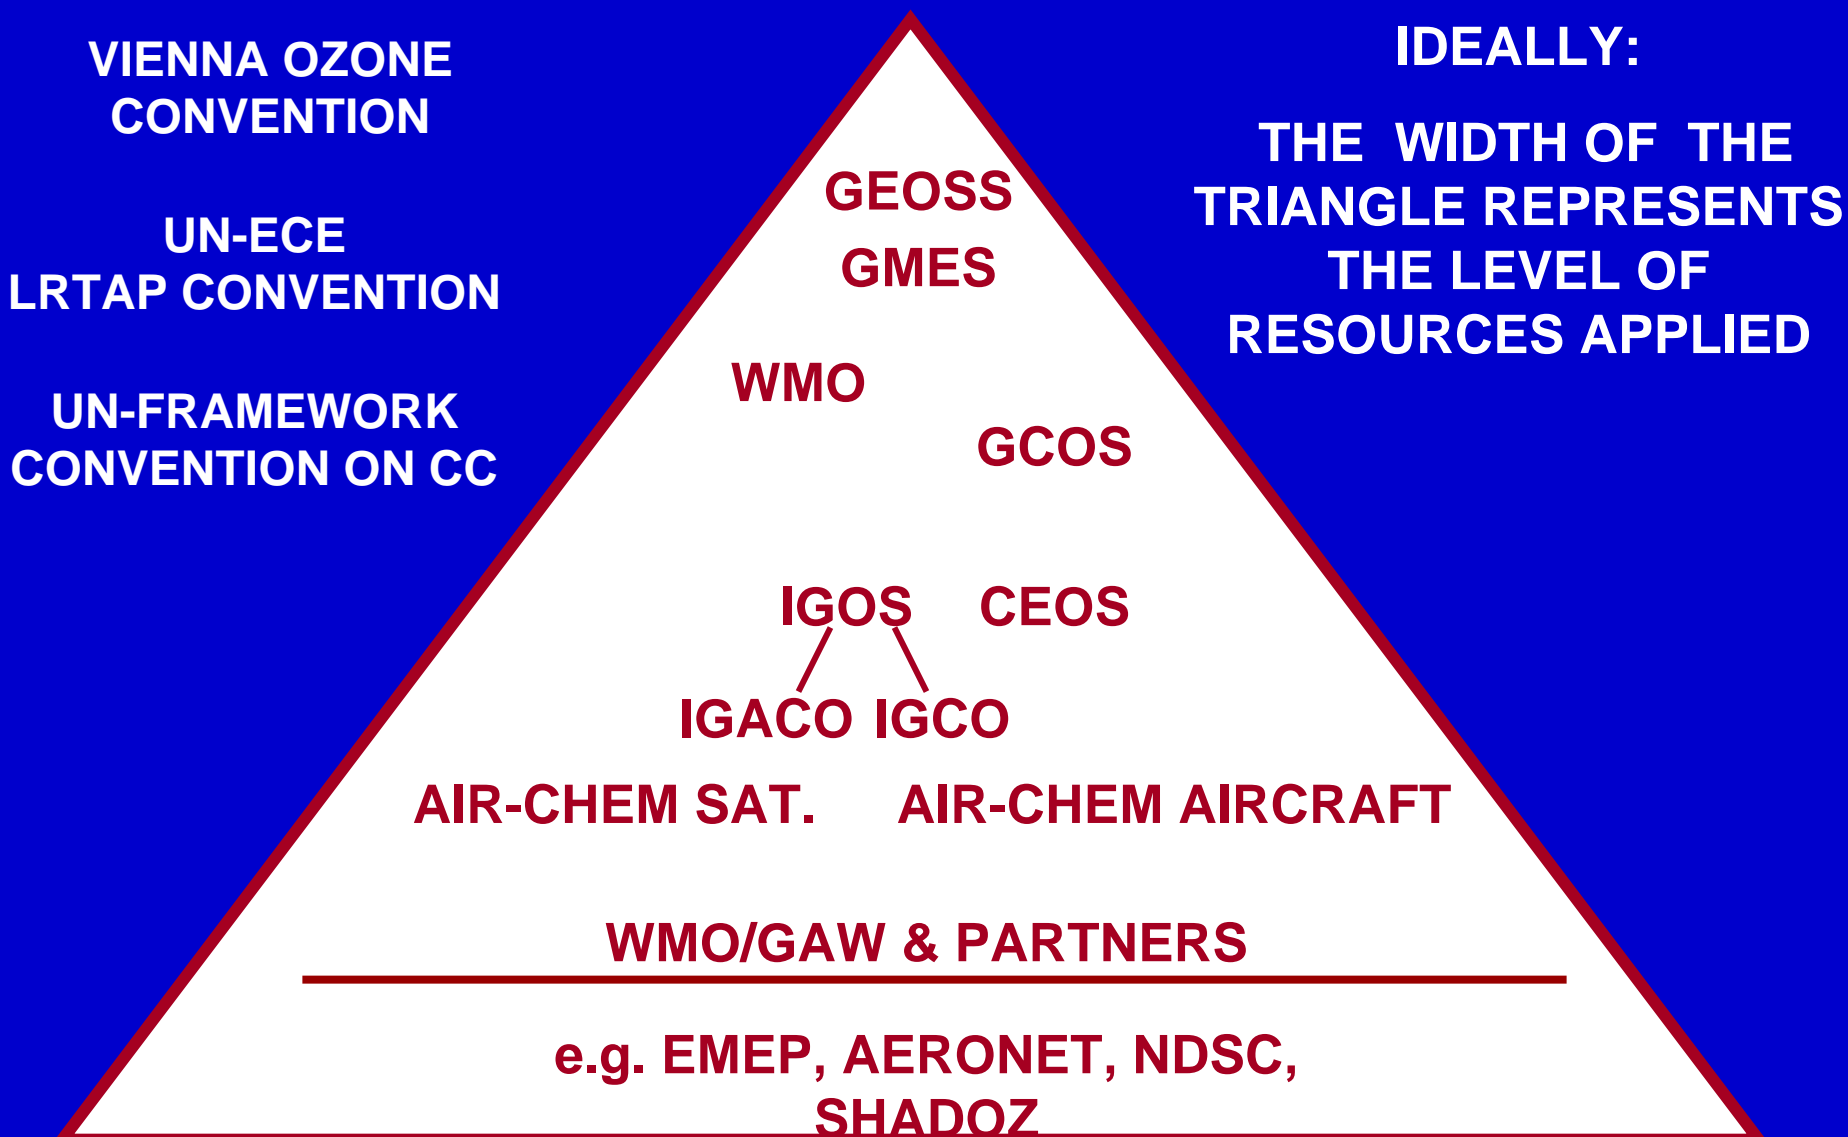 VIENNA OZONE
CONVENTION
UN-ECE
LRTAP CONVENTION
UN-FRAMEWORK
CONVENTION ON CC
IDEALLY:
THE WIDTH OF THE
TRIANGLE REPRESENTS
THE LEVEL OF
RESOURCES APPLIED
GEOSS
GMES
WMO
GCOS
IGOS CEOS
IGACO IGCO
AIR-CHEM SAT. AIR-CHEM AIRCRAFT
WMO/GAW & PARTNERS
e.g. EMEP, AERONET, NDSC,
SHADOZ